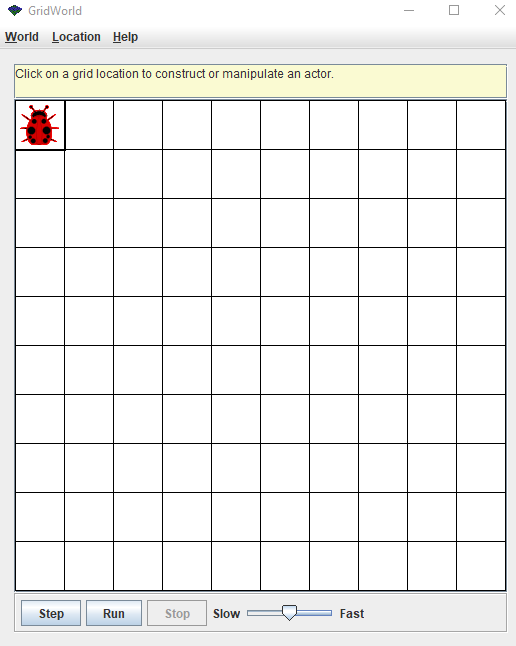 GridWorld
World Location Help
Click on a grid location to construct or manipulate an actor.
Step Run Stop Slow Fast